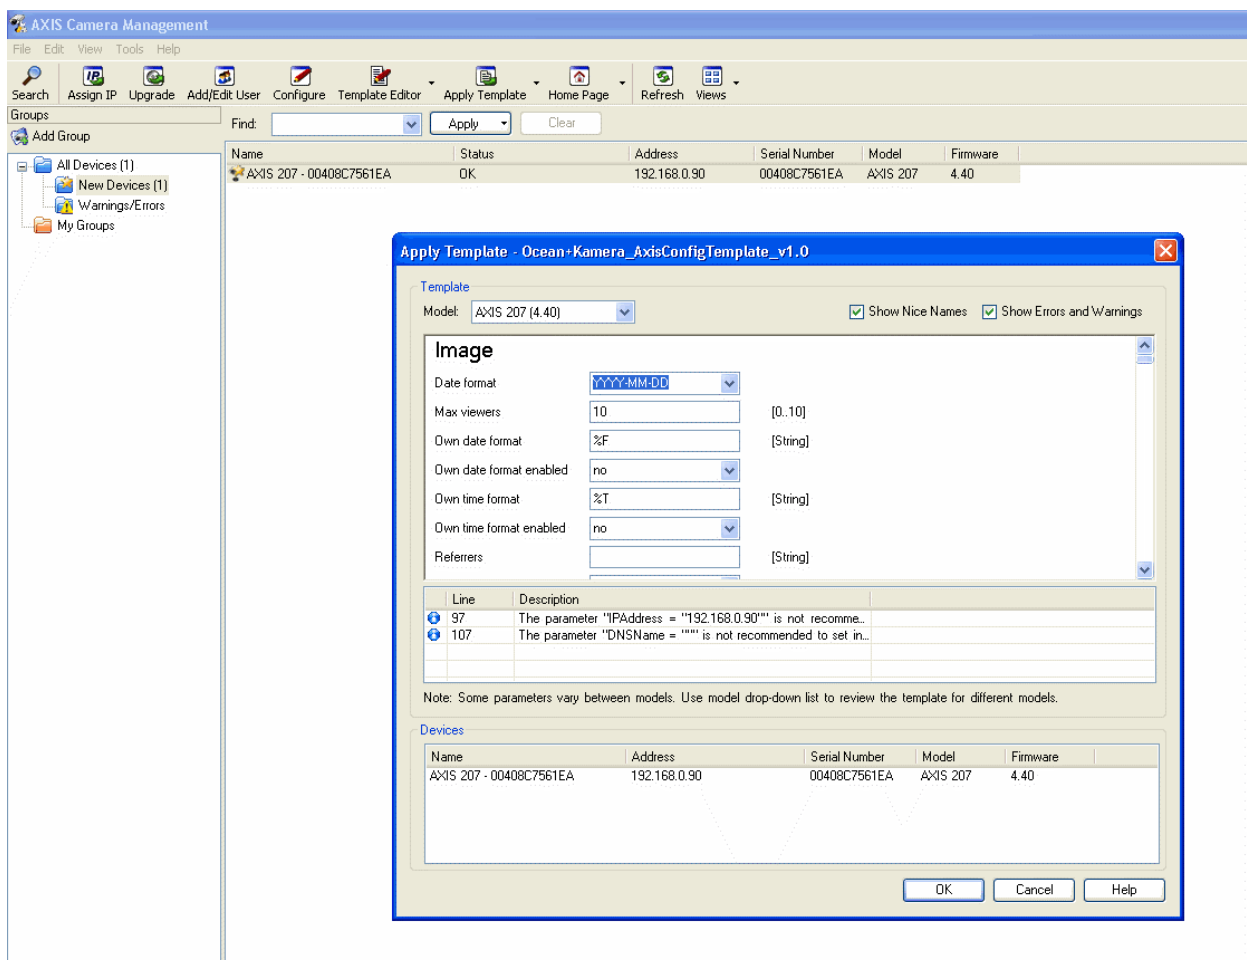 AXIS Camera Management
File Edit View Tools Help
Search Assign IP Upgrade Add/Edit User Configure Template Editor Apply Template Home Page Refresh Views
Groups
Add Group
All Devices (1)
New Devices (1)
Warnings/Errors
My Groups
Find: Apply Clear
Name Status Address Serial Number Model Firmware
AXIS 207 - 00408C7561EA OK 192.168.0.90 00408C7561EA AXIS 207 4.40
Apply Template - Ocean+Kamera_AxisConfigTemplate_v1.0
Template
Model: AXIS 207 (4.40) Show Nice Names Show Errors and Warnings
Image
Date format YYYY-MM-DD
Max viewers 10 [0..10]
Own date format %F [String]
Own date format enabled no
Own time format %T [String]
Own time format enabled no
Referrers [String]
Line Description
97 The parameter "IPAddress = "192.168.0.90"" is not recomme...
107 The parameter "DNSName = """ is not recommended to set in...
Note: Some parameters vary between models. Use model drop-down list to review the template for different models.
Devices
Name Address Serial Number Model Firmware
AXIS 207 - 00408C7561EA 192.168.0.90 00408C7561EA AXIS 207 4.40
OK Cancel Help